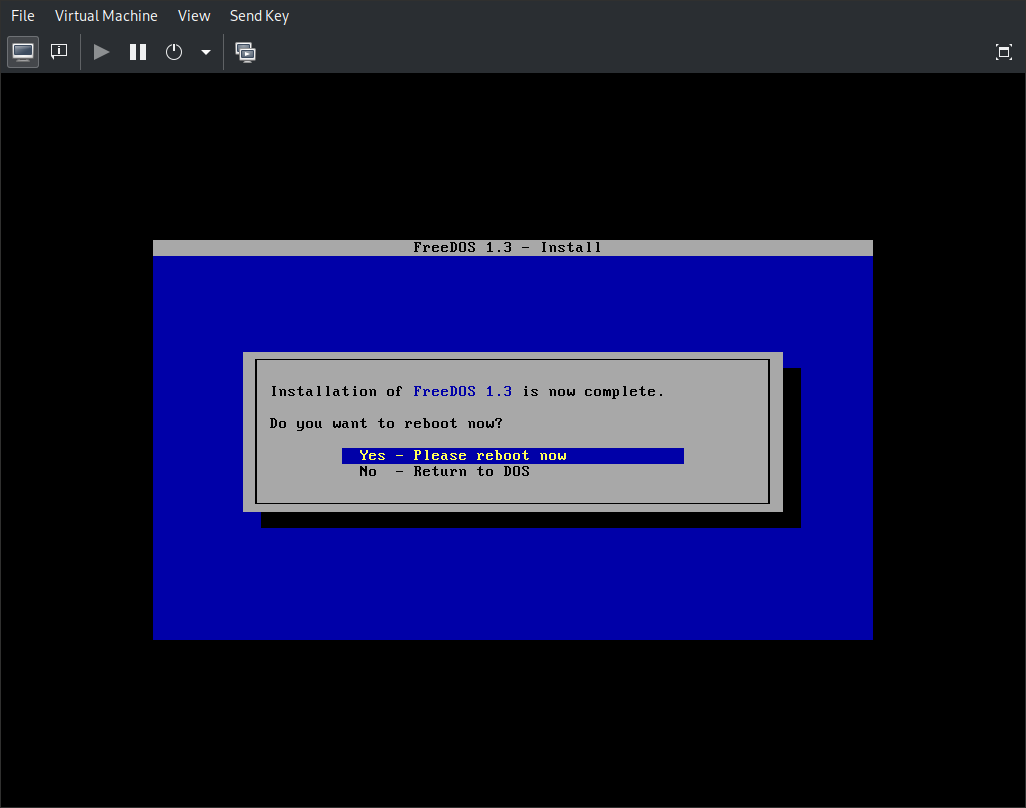 File Virtual Machine View Send Key
FreeDOS 1.3 - Install
Installation of FreeDOS 1.3 is now complete.
Do you want to reboot now?
Yes - Please reboot now
No - Return to DOS